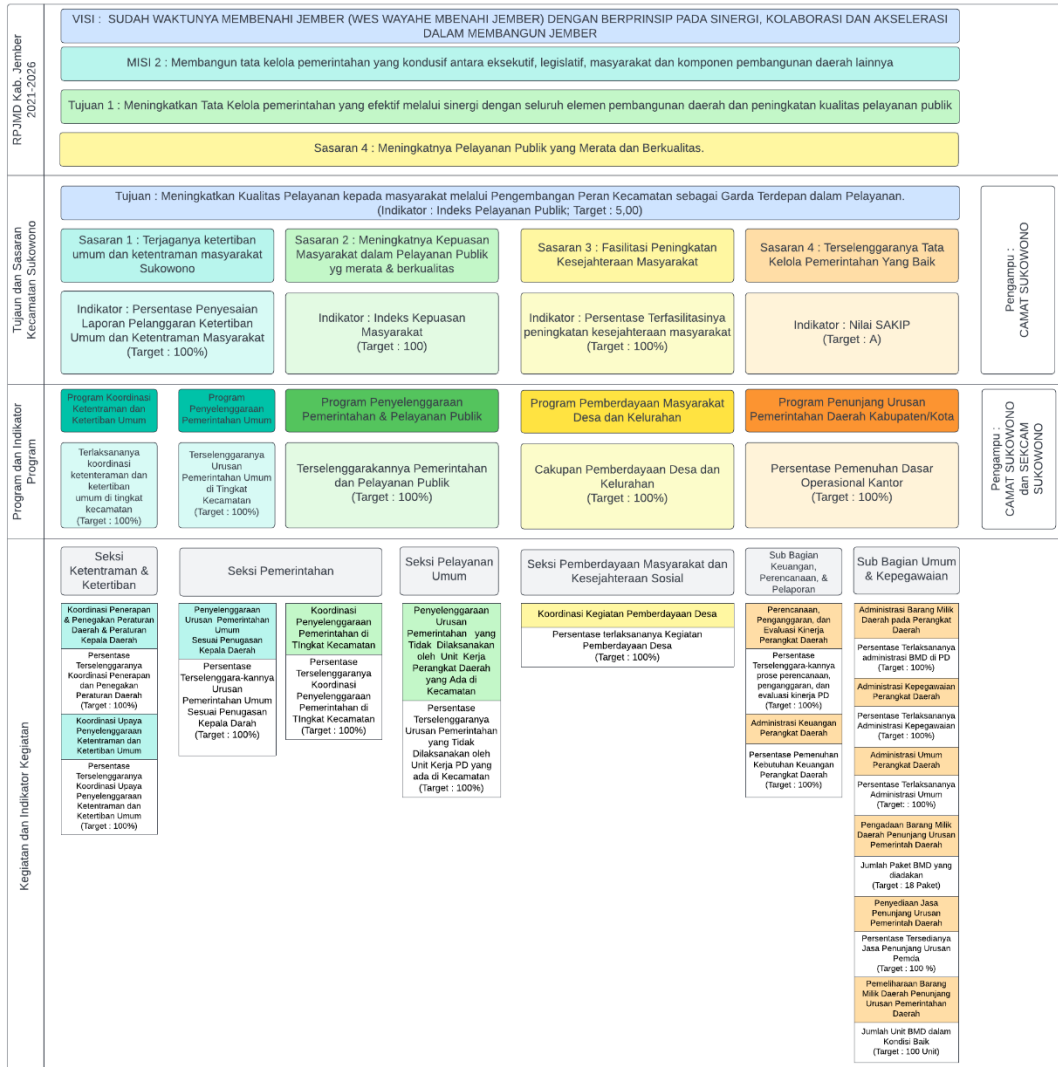 RPJMD Kab. Jember
2021-2026
VISI : SUDAH WAKTUNYA MEMBENAHI JEMBER (WES WAYAHE MBENAHI JEMBER) DENGAN BERPRINSIP PADA SINERGI, KOLABORASI DAN AKSELERASI
DALAM MEMBANGUN JEMBER
MISI 2 : Membangun tata kelola pemerintahan yang kondusif antara eksekutif, legislatif, masyarakat dan komponen pembangunan daerah lainnya
Tujuan 1 : Meningkatkan Tata Kelola pemerintahan yang efektif melalui sinergi dengan seluruh elemen pembangunan daerah dan peningkatan kualitas pelayanan publik
Sasaran 4 : Meningkatnya Pelayanan Publik yang Merata dan Berkualitas.
Tujaun dan Sasaran
Kecamatan Sukowono
Tujuan : Meningkatkan Kualitas Pelayanan kepada masyarakat melalui Pengembangan Peran Kecamatan sebagai Garda Terdepan dalam Pelayanan.
(Indikator : Indeks Pelayanan Publik; Target : 5,00)
Sasaran 1 : Terjaganya ketertiban
umum dan ketentraman masyarakat
Sukowono
Sasaran 2 : Meningkatnya Kepuasan
Masyarakat dalam Pelayanan Publik
yg merata & berkualitas
Sasaran 3 : Fasilitasi Peningkatan
Kesejahteraan Masyarakat
Sasaran 4 : Terselenggaranya Tata
Kelola Pemerintahan Yang Baik
Indikator : Persentase Penyesaian
Laporan Pelanggaran Ketertiban
Umum dan Ketentraman Masyarakat
(Target : 100%)
Indikator : Indeks Kepuasan
Masyarakat
(Target : 100)
Indikator : Persentase Terfasilitasinya
peningkatan kesejahteraan masyarakat
(Target : 100%)
Indikator : Nilai SAKIP
(Target : A)
Pengampu :
CAMAT SUKOWONO
Program dan Indikator
Program
Program Koordinasi
Ketentraman dan
Ketertiban Umum
Program
Penyelenggaraan
Pemerintahan Umum
Program Penyelenggaraan
Pemerintahan & Pelayanan Publik
Program Pemberdayaan Masyarakat
Desa dan Kelurahan
Program Penunjang Urusan
Pemerintahan Daerah Kabupaten/Kota
Terlaksananya
koordinasi
ketenteraman dan
ketertiban
umum di tingkat
kecamatan
(Target : 100%)
Terselenggaranya
Urusan
Pemerintahan Umum
di Tingkat
Kecamatan
(Target : 100%)
Terselenggarakannya Pemerintahan
dan Pelayanan Publik
(Target : 100%)
Cakupan Pemberdayaan Desa dan
Kelurahan
(Target : 100%)
Persentase Pemenuhan Dasar
Operasional Kantor
(Target : 100%)
Pengampu :
CAMAT SUKOWONO
dan SEKCAM
SUKOWONO
Kegiatan dan Indikator Kegiatan
Seksi
Ketentraman &
Ketertiban
Seksi Pemerintahan
Seksi Pelayanan
Umum
Seksi Pemberdayaan Masyarakat dan
Kesejahteraan Sosial
Sub Bagian
Keuangan,
Perencanaan, &
Pelaporan
Sub Bagian Umum
& Kepegawaian
Koordinasi Penerapan
& Penegakan Peraturan
Daerah & Peraturan
Kepala Daerah
Persentase
Terselenggaranya
Koordinasi Penerapan
dan Penegakan
Peraturan Daerah
(Target : 100%)
Koordinasi Upaya
Penyelenggaraan
Ketentraman dan
Ketertiban Umum
Persentase
Terselenggaranya
Koordinasi Upaya
Penyelenggaraan
Ketentraman dan
Ketertiban Umum
(Target : 100%)
Penyelenggaraan
Urusan Pemerintahan
Umum
Sesuai Penugasan
Kepala Daerah
Persentase
Terselenggara-kannya
Urusan
Pemerintahan Umum
Sesuai Penugasan
Kepala Darah
(Target : 100%)
Koordinasi
Penyelenggaraan
Pemerintahan di
TIngkat Kecamatan
Persentase
Terselenggaranya
Koordinasi
Penyelenggaraan
Pemerintahan di
TIngkat Kecamatan
(Target : 100%)
Penyelenggaraan
Urusan
Pemerintahan yang
Tidak Dilaksanakan
oleh Unit Kerja
Perangkat Daerah
yang Ada di
Kecamatan
Persentase
Terselenggaranya
Urusan Pemerintahan
yang Tidak
Dilaksanakan oleh
Unit Kerja PD yang
ada di Kecamatan
(Target : 100%)
Koordinasi Kegiatan Pemberdayaan Desa
Persentase terlaksananya Kegiatan
Pemberdayaan Desa
(Target : 100%)
Perencanaan,
Penganggaran, dan
Evaluasi Kinerja
Perangkat Daerah
Persentase
Terselenggara-kannya
prose perencanaan,
penganggaran, dan
evaluasi kinerja PD
(Target : 100%)
Administrasi Keuangan
Perangkat Daerah
Persentase Pemenuhan
Kebutuhan Keuangan
Perangkat Daerah
(Target : 100%)
Administrasi Barang Milik
Daerah pada Perangkat
Daerah
Persentase Terlaksananya
administrasi BMD di PD
(Target : 100%)
Administrasi Kepegawaian
Perangkat Daerah
Persentase Terlaksananya
Administrasi Kepegawaian
(Target : 100%)
Administrasi Umum
Perangkat Daerah
Persentase Terlaksananya
Administrasi Umum
(Target: : 100%)
Pengadaan Barang Milik
Daerah Penunjang Urusan
Pemerintah Daerah
Jumlah Paket BMD yang
diadakan
(Target : 18 Paket)
Penyediaan Jasa
Penunjang Urusan
Pemerintah Daerah
Persentase Tersedianya
Jasa Penunjang Urusan
Pemda
(Target : 100 %)
Pemeliharaan Barang
Milik Daerah Penunjang
Urusan Pemerintahan
Daerah
Jumlah Unit BMD dalam
Kondisi Baik
(Target : 100 Unit)